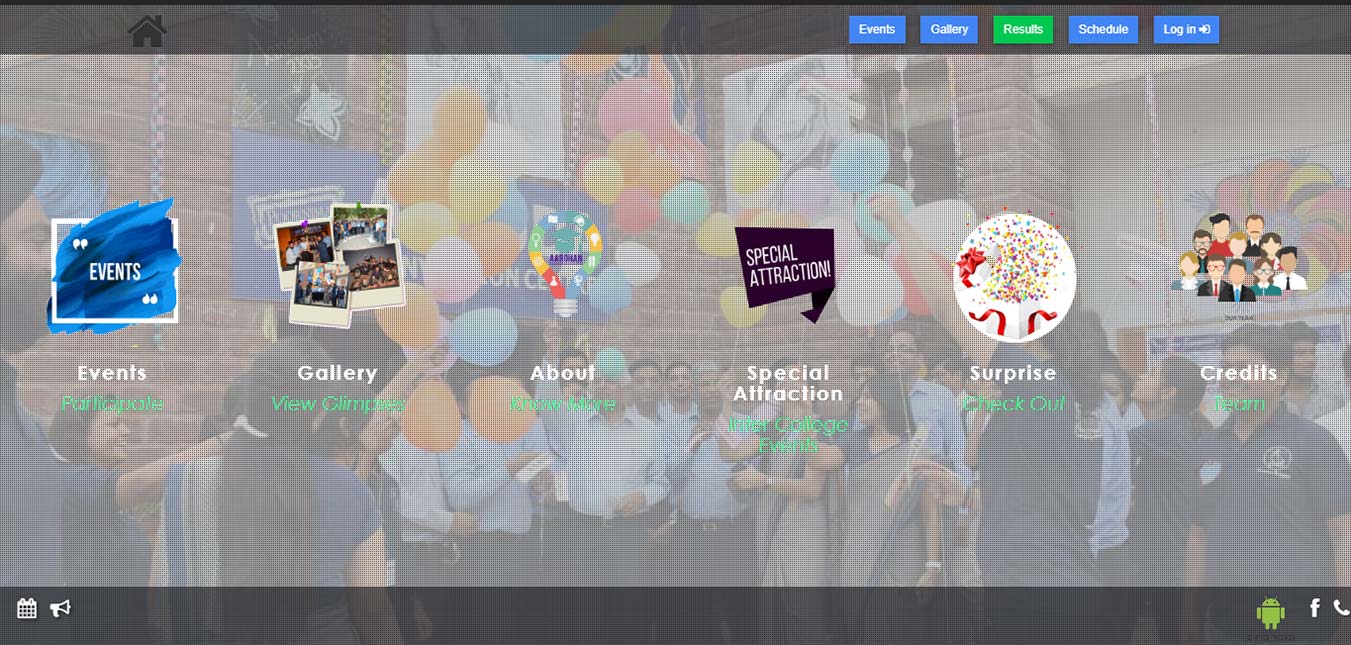 Events
Gallery
Results
Schedule
Log in
EVENTS
AAROHAN
SPECIAL
ATTRACTION!
OUR TEAM
Events
Participate
Gallery
View Glimpses
About
Know More
Special
Attraction
Inter College
Events
Surprise
Check Out
Credits
Team